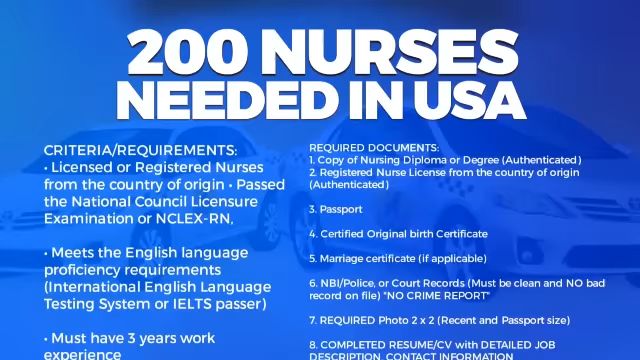 200 NURSES
NEEDED IN USA
CRITERIA/REQUIREMENTS:
• Licensed or Registered Nurses
from the country of origin • Passed
the National Council Licensure
Examination or NCLEX-RN,
• Meets the English language
proficiency requirements
(International English Language
Testing System or IELTS passer)
• Must have 3 years work
experience
REQUIRED DOCUMENTS:
1. Copy of Nursing Diploma or Degree (Authenticated)
2. Registered Nurse License from the country of origin
(Authenticated)
3. Passport
4. Certified Original birth Certificate
5. Marriage certificate (if applicable)
6. NBI/Police, or Court Records (Must be clean and NO bad
record on file) "NO CRIME REPORT"
7. REQUIRED Photo 2 x 2 (Recent and Passport size)
8. COMPLETED RESUME/CV with DETAILED JOB
DESCRIPTION, CONTACT INFORMATION